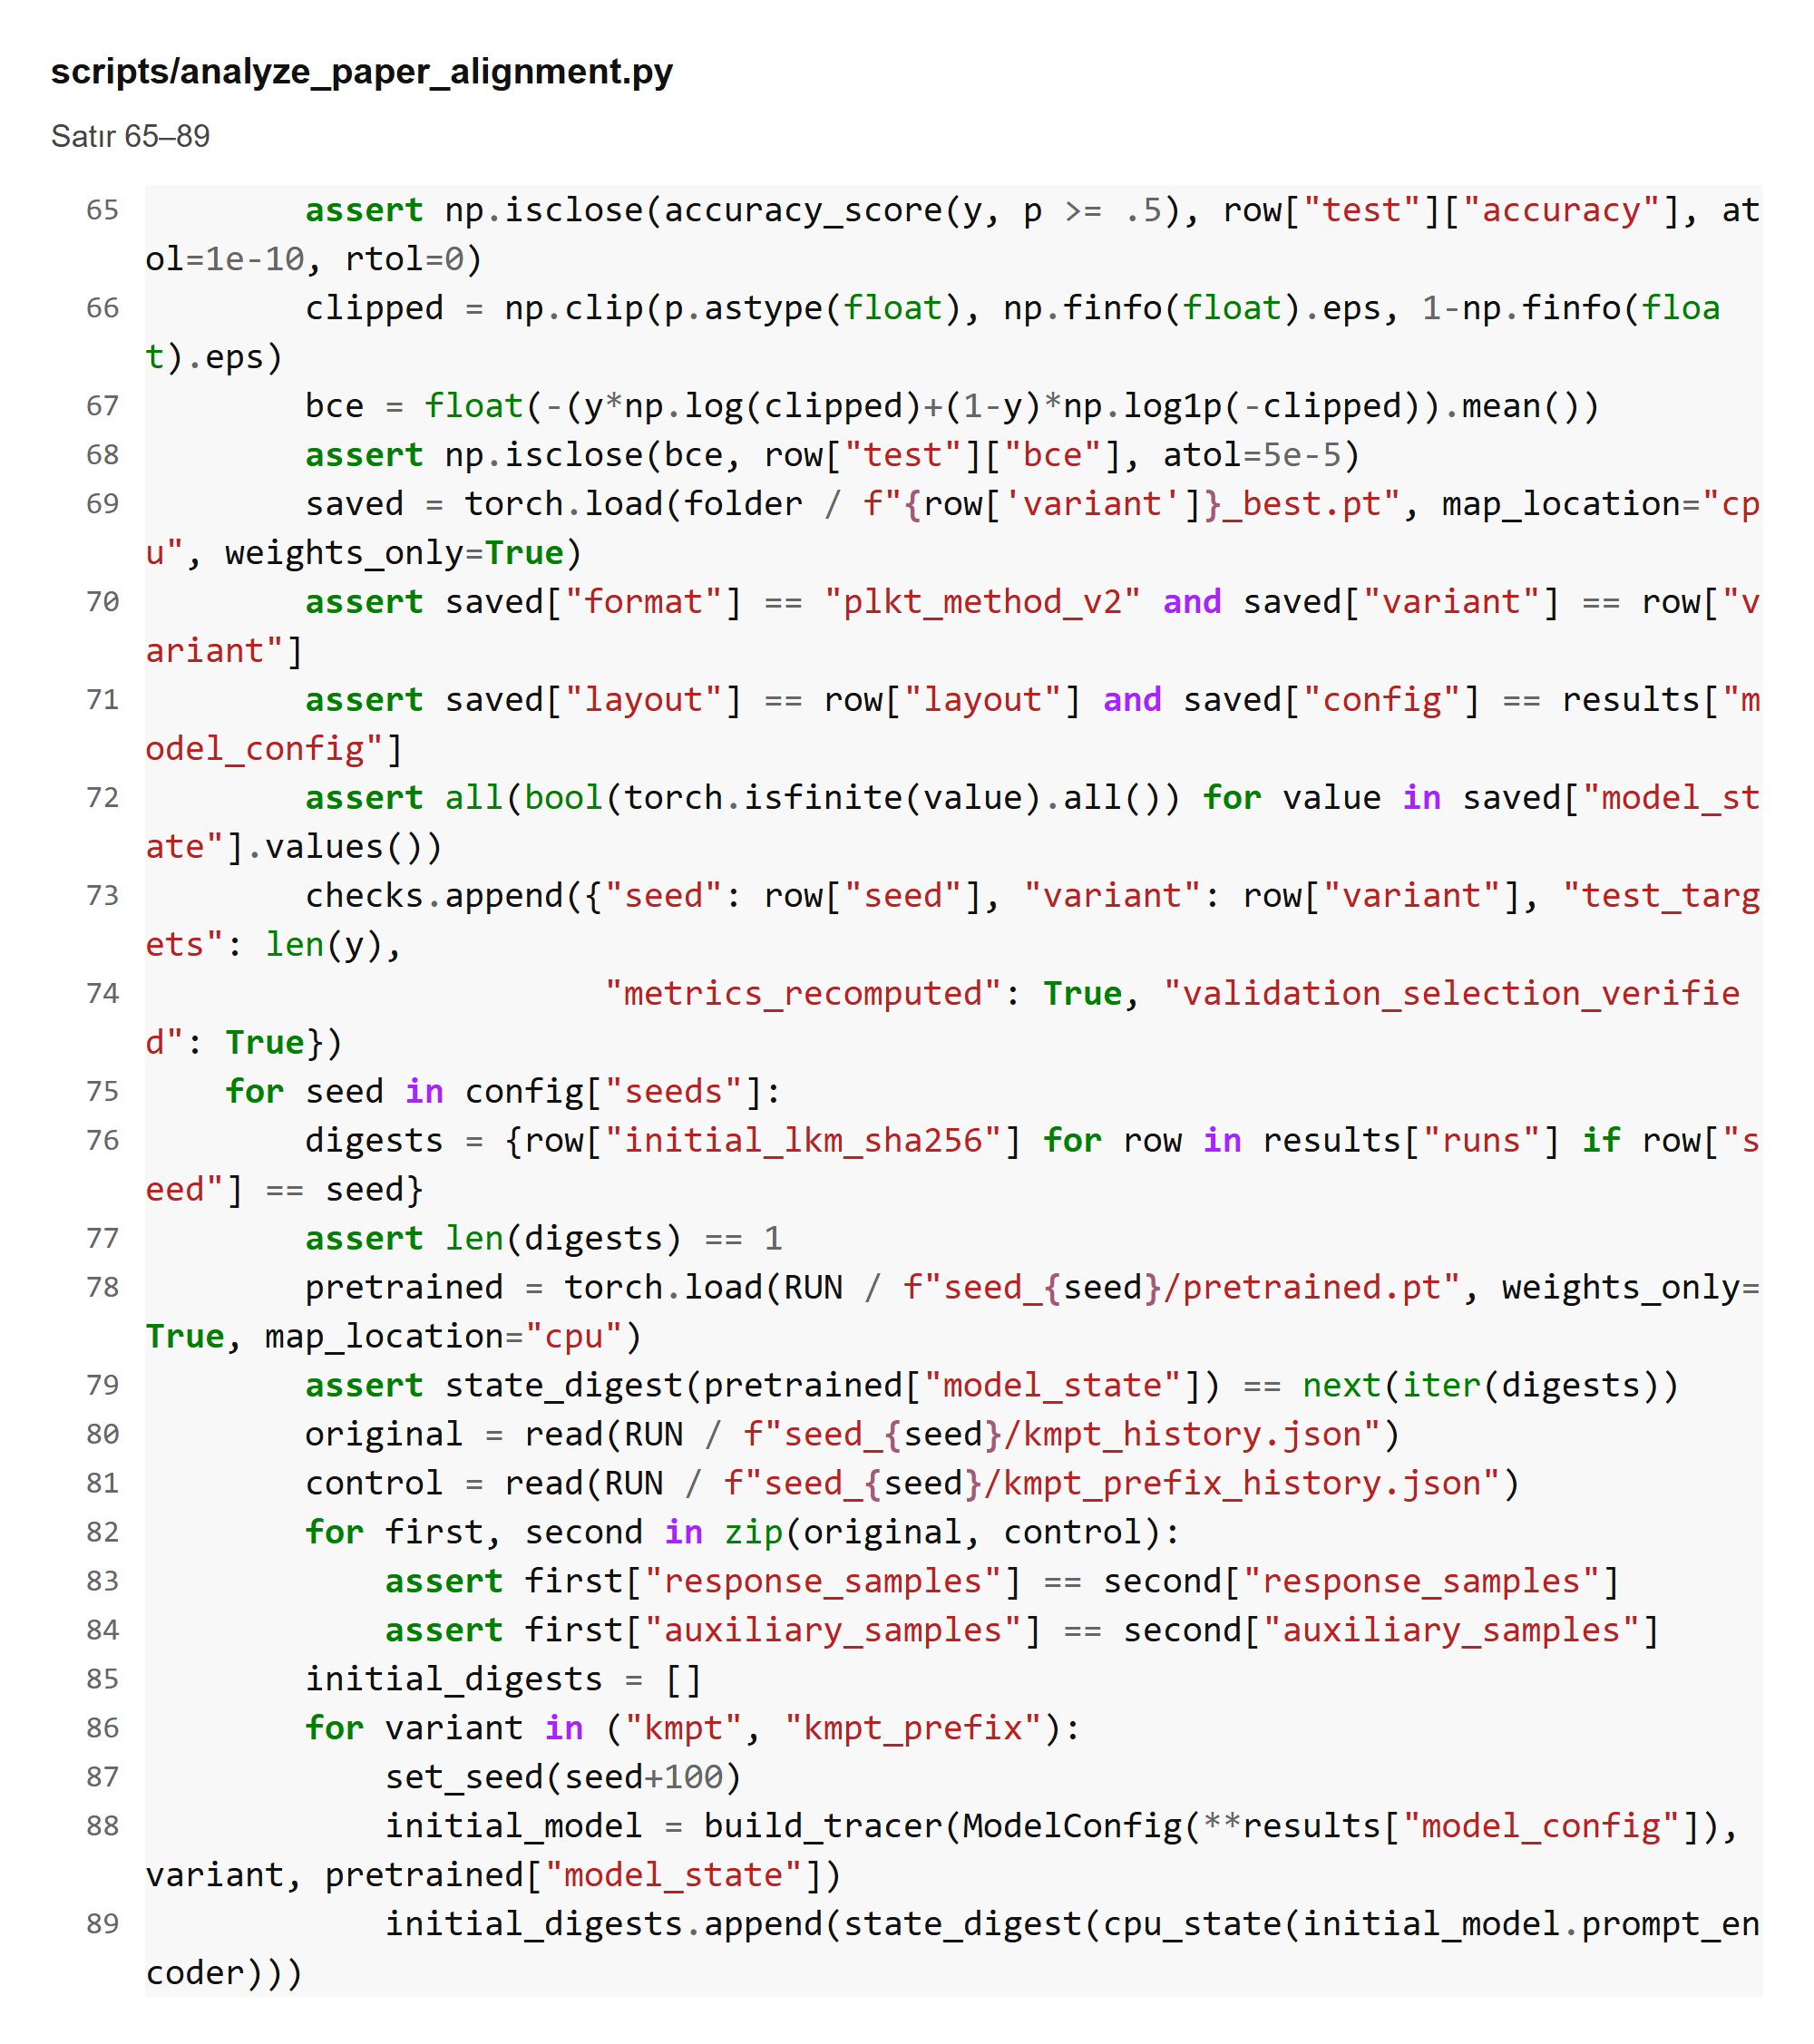 scripts/analyze_paper_alignment.py
Satır 65–89
65         assert np.isclose(accuracy_score(y, p >= .5), row["test"]["accuracy"], at
ol=1e-10, rtol=0)
66         clipped = np.clip(p.astype(float), np.finfo(float).eps, 1-np.finfo(floa
t).eps)
67         bce = float(-(y*np.log(clipped)+(1-y)*np.log1p(-clipped)).mean())
68         assert np.isclose(bce, row["test"]["bce"], atol=5e-5)
69         saved = torch.load(folder / f"{row['variant']}_best.pt", map_location="cp
u", weights_only=True)
70         assert saved["format"] == "plkt_method_v2" and saved["variant"] == row["v
ariant"]
71         assert saved["layout"] == row["layout"] and saved["config"] == results["m
odel_config"]
72         assert all(bool(torch.isfinite(value).all()) for value in saved["model_st
ate"].values())
73         checks.append({"seed": row["seed"], "variant": row["variant"], "test_targ
ets": len(y),
74                        "metrics_recomputed": True, "validation_selection_verifie
d": True})
75     for seed in config["seeds"]:
76         digests = {row["initial_lkm_sha256"] for row in results["runs"] if row["s
eed"] == seed}
77         assert len(digests) == 1
78         pretrained = torch.load(RUN / f"seed_{seed}/pretrained.pt", weights_only=
True, map_location="cpu")
79         assert state_digest(pretrained["model_state"]) == next(iter(digests))
80         original = read(RUN / f"seed_{seed}/kmpt_history.json")
81         control = read(RUN / f"seed_{seed}/kmpt_prefix_history.json")
82         for first, second in zip(original, control):
83             assert first["response_samples"] == second["response_samples"]
84             assert first["auxiliary_samples"] == second["auxiliary_samples"]
85         initial_digests = []
86         for variant in ("kmpt", "kmpt_prefix"):
87             set_seed(seed+100)
88             initial_model = build_tracer(ModelConfig(**results["model_config"]),
variant, pretrained["model_state"])
89             initial_digests.append(state_digest(cpu_state(initial_model.prompt_en
coder)))